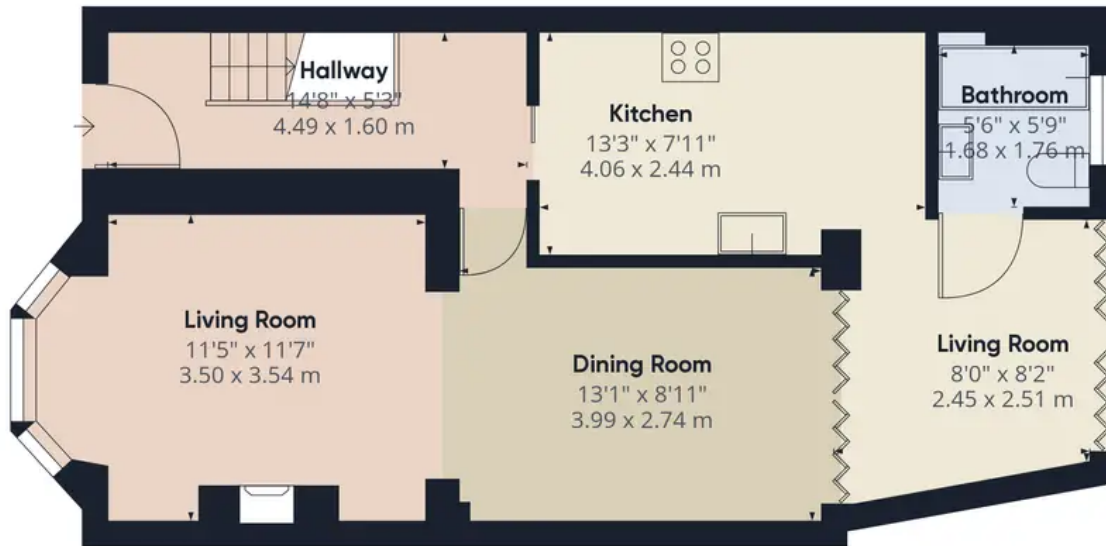 Hallway
14'8" x 5'3"
4.49 x 1.60 m
Kitchen
13'3" x 7'11"
4.06 x 2.44 m
Bathroom
5'6" x 5'9"
1.68 x 1.76 m
Living Room
11'5" x 11'7"
3.50 x 3.54 m
Dining Room
13'1" x 8'11"
3.99 x 2.74 m
Living Room
8'0" x 8'2"
2.45 x 2.51 m